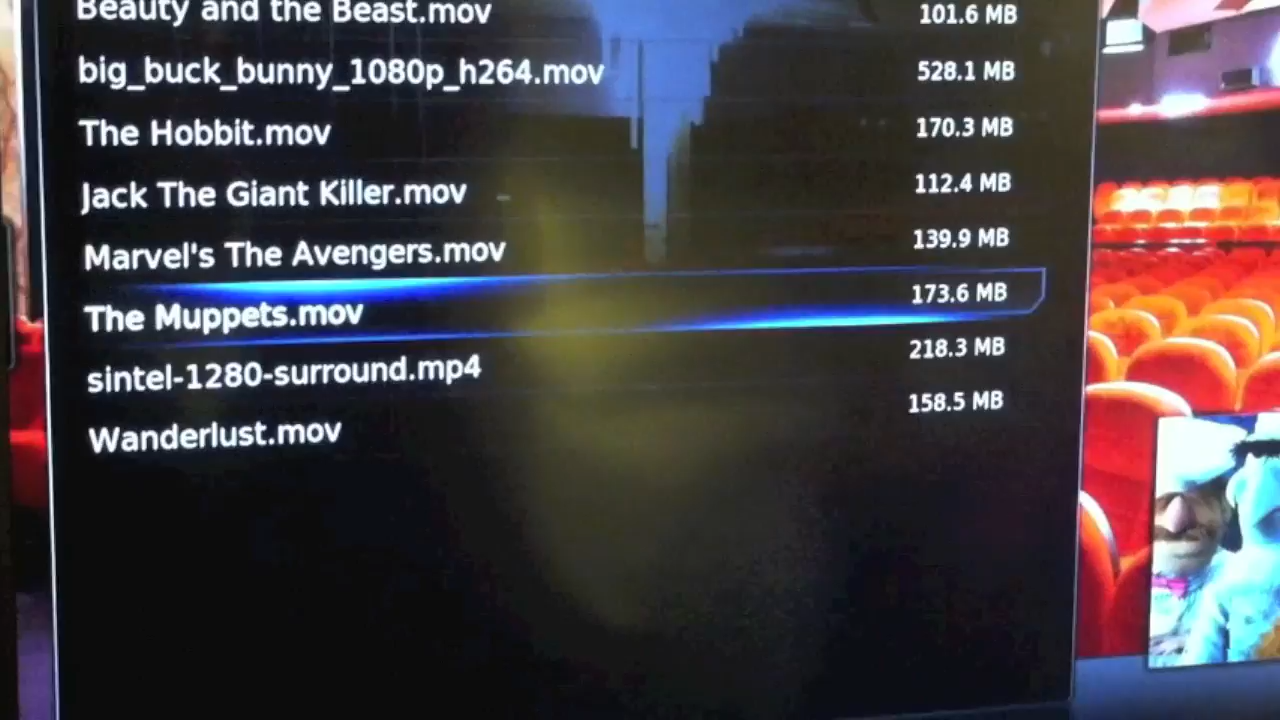 Beauty and the Beast.mov 101.6 MB
big_buck_bunny_1080p_h264.mov 528.1 MB
The Hobbit.mov 170.3 MB
Jack The Giant Killer.mov 112.4 MB
Marvel's The Avengers.mov 139.9 MB
The Muppets.mov 173.6 MB
sintel-1280-surround.mp4 218.3 MB
Wanderlust.mov 158.5 MB